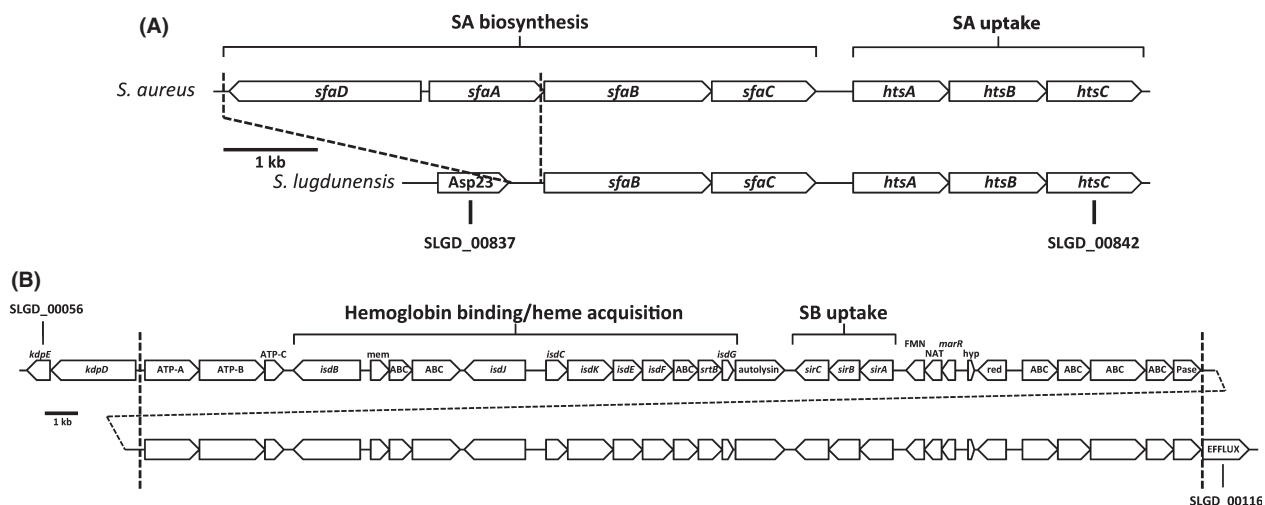 (A)
SA biosynthesis
SA uptake
S. aureus
sfaD
sfaA
sfaB
sfaC
htsA
htsB
htsC
1 kb
S. lugdunensis
Asp23
sfaB
sfaC
htsA
htsB
htsC
SLGD_00837
SLGD_00842
(B)
SLGD_00056
Hemoglobin binding/heme acquisition
SB uptake
kdpE
kdpD
ATP-A
ATP-B
ATP-C
isdB
mem
ABC
ABC
isdJ
isdC
isdK
isdE
isdF
ABC
srtB
isdG
autolysin
sirC
sirB
sirA
FMN
NAT
marR
hyp
red
ABC
ABC
ABC
ABC
Pase
1 kb
EFFLUX
SLGD_00116